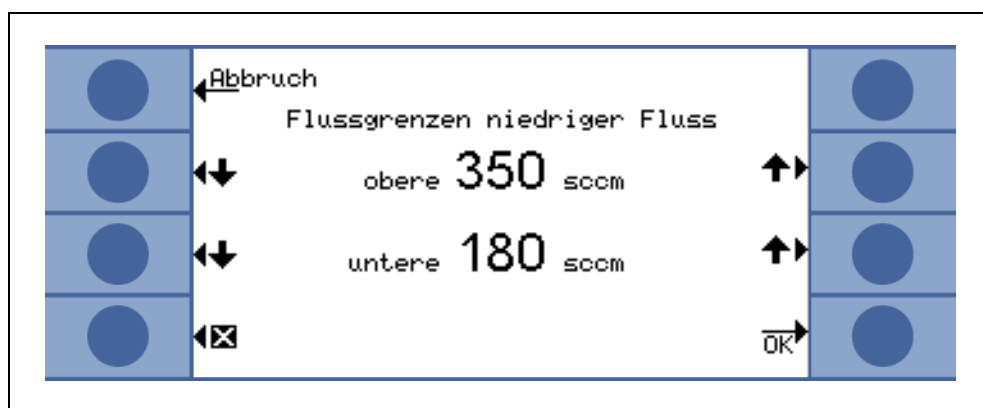 Abbruch
Flussgrenzen niedriger Fluss
obere 350 sccm
untere 180 sccm
OK